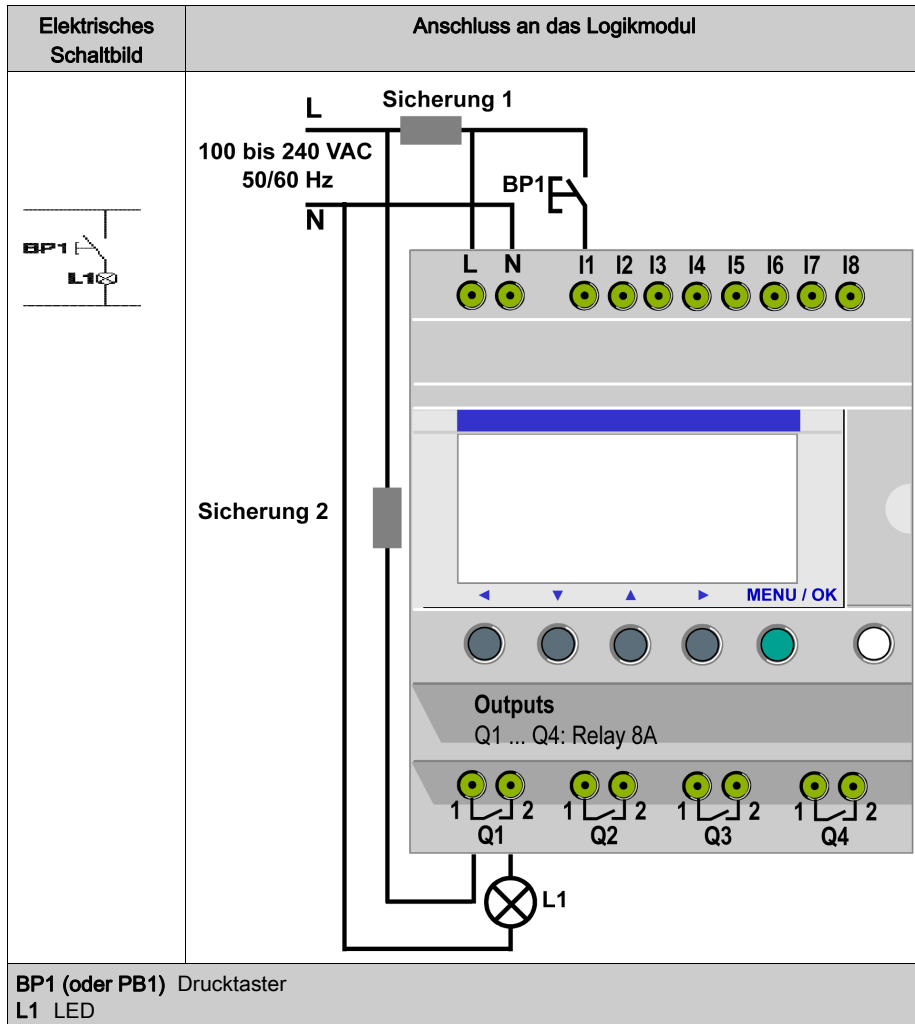 Elektrisches
Schaltbild
Anschluss an das Logikmodul
BP1
L1
L
Sicherung 1
100 bis 240 VAC
50/60 Hz
BP1
N
L N I1 I2 I3 I4 I5 I6 I7 I8
Sicherung 2
MENU / OK
Outputs
Q1 ... Q4: Relay 8A
1 2 1 2 1 2 1 2
Q1 Q2 Q3 Q4
L1
BP1 (oder PB1) Drucktaster
L1 LED